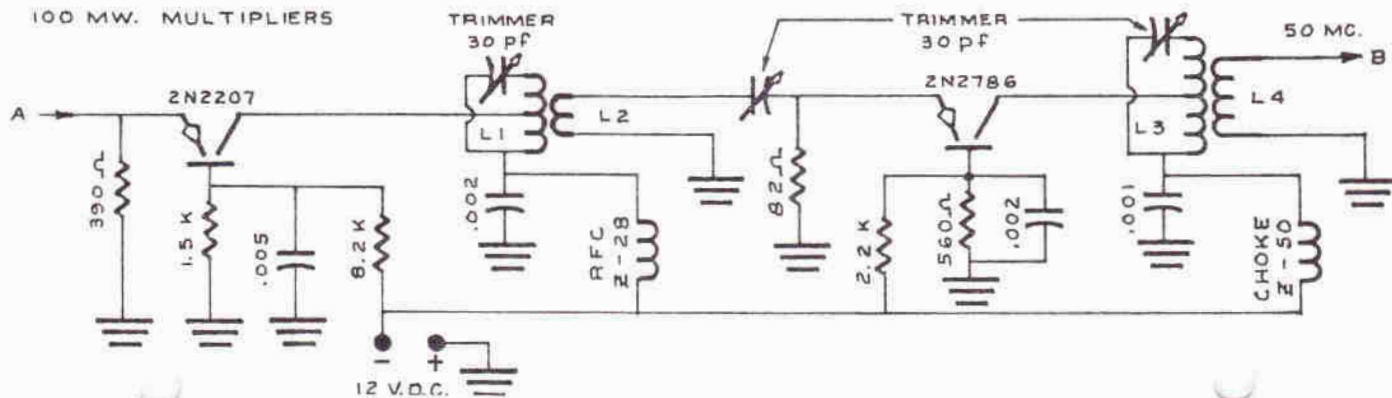 100 MW. MULTIPLIERS
TRIMMER
30 pf
TRIMMER
30 pf
50 MC.
A
2N2207
L1
L2
2N2786
L3
L4
B
390Ω
1.5 K
.005
8.2K
.002
RFC
Z-28
82Ω
2.2 K
560Ω
.002
.001
CHOKE
Z-50
- +
12 V.D.C.